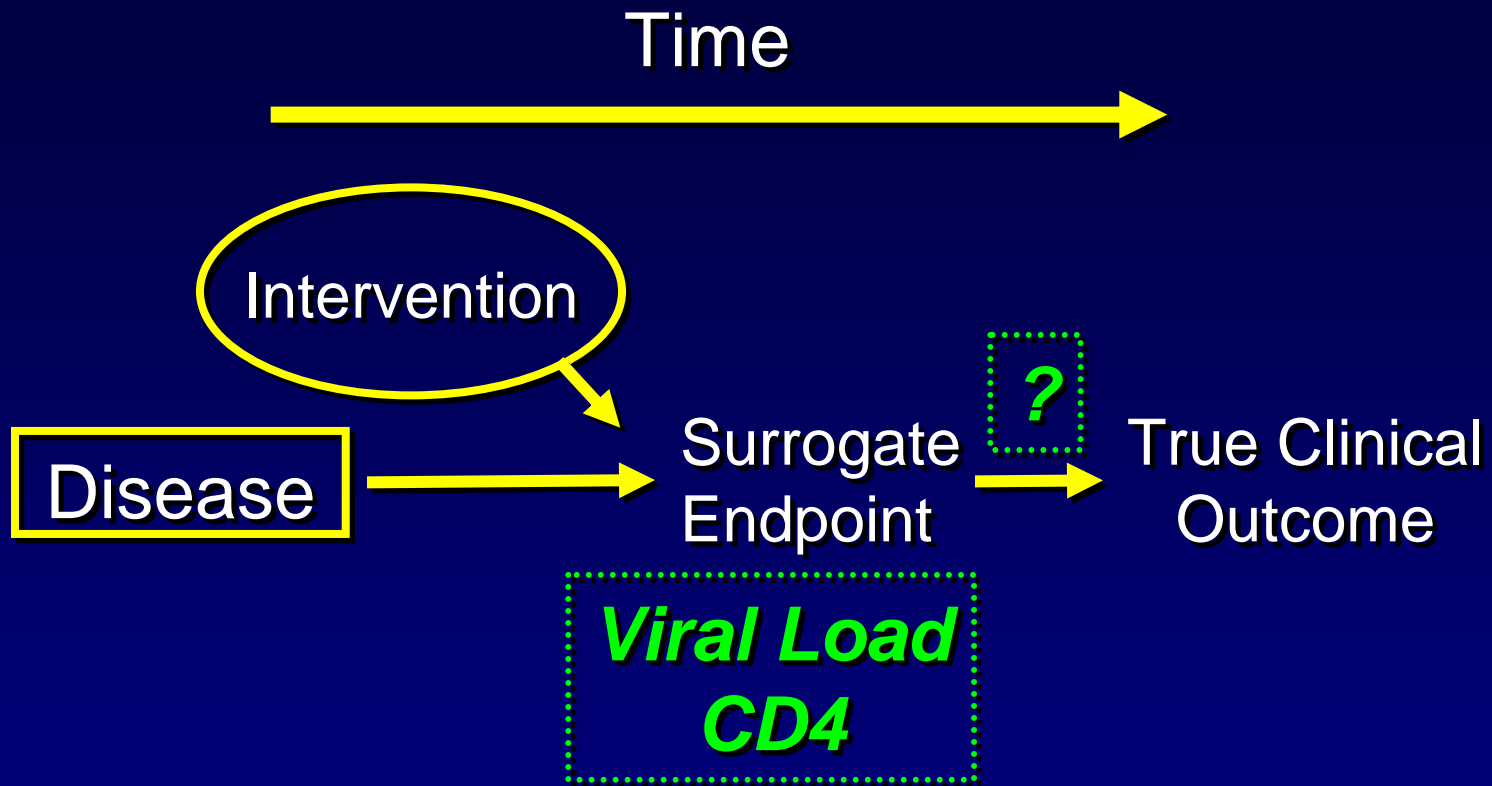 Time
Intervention
?
Disease
Surrogate
Endpoint
True Clinical
Outcome
Viral Load
CD4